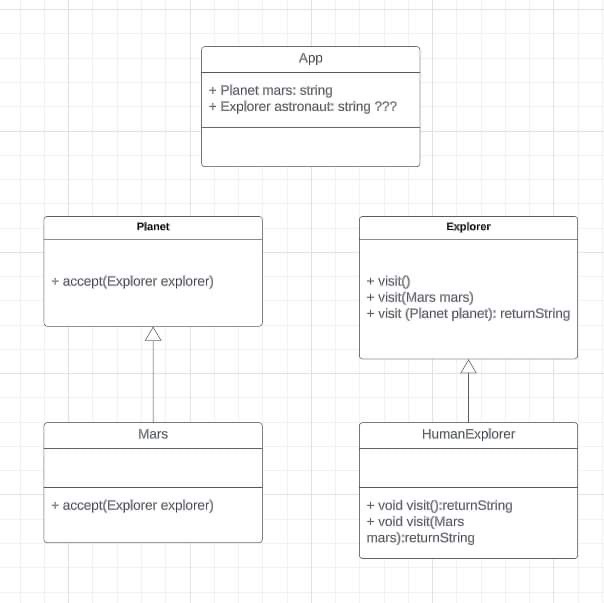 App
+ Planet mars: string
+ Explorer astronaut: string ???
Planet
+ accept(Explorer explorer)
Explorer
+ visit()
+ visit(Mars mars)
+ visit (Planet planet): returnString
Mars
+ accept(Explorer explorer)
HumanExplorer
+ void visit():returnString
+ void visit(Mars
mars):returnString